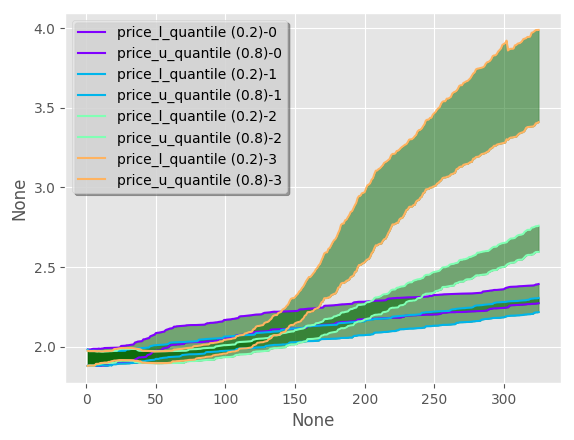 4.0
3.5
3.0
2.5
2.0
None
price_l_quantile (0.2)-0
price_u_quantile (0.8)-0
price_l_quantile (0.2)-1
price_u_quantile (0.8)-1
price_l_quantile (0.2)-2
price_u_quantile (0.8)-2
price_l_quantile (0.2)-3
price_u_quantile (0.8)-3
0 50 100 150 200 250 300
None